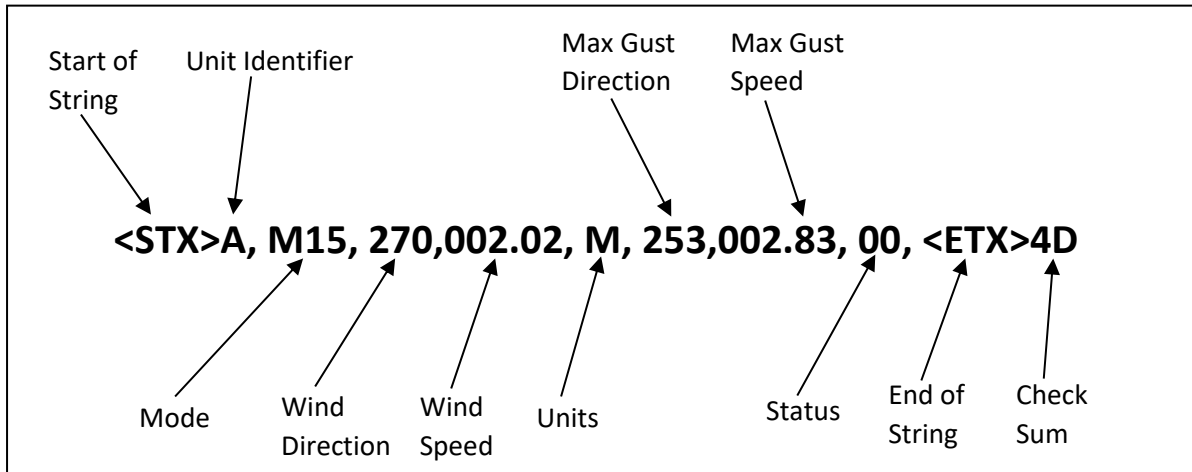 Start of
String
Unit Identifier
Max Gust
Direction
Max Gust
Speed
<STX>A, M15, 270,002.02, M, 253,002.83, 00, <ETX>4D
Mode
Wind
Direction
Wind
Speed
Units
Status
End of
String
Check
Sum